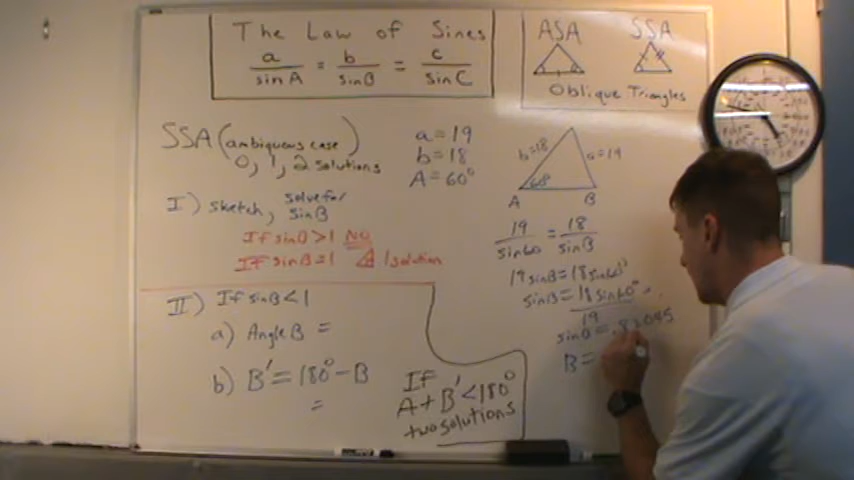 The Law of Sines
a/sinA = b/sinB = c/sinC
ASA SSA
Oblique Triangles
SSA (ambiguous case)
0, 1, 2 solutions
a = 19
b = 18
A = 60°
b=18 a=19
60°
A B
I) sketch, solve for sinB
If sinB > 1 NO
If sinB = 1 1 solution
II) If sinB < 1
a) Angle B =
b) B' = 180° - B
=
If
A + B' < 180°
two solutions
19/sin60 = 18/sinB
19 sinB = 18 sin60°
sinB = 18 sin60°/19
sinB =
B =